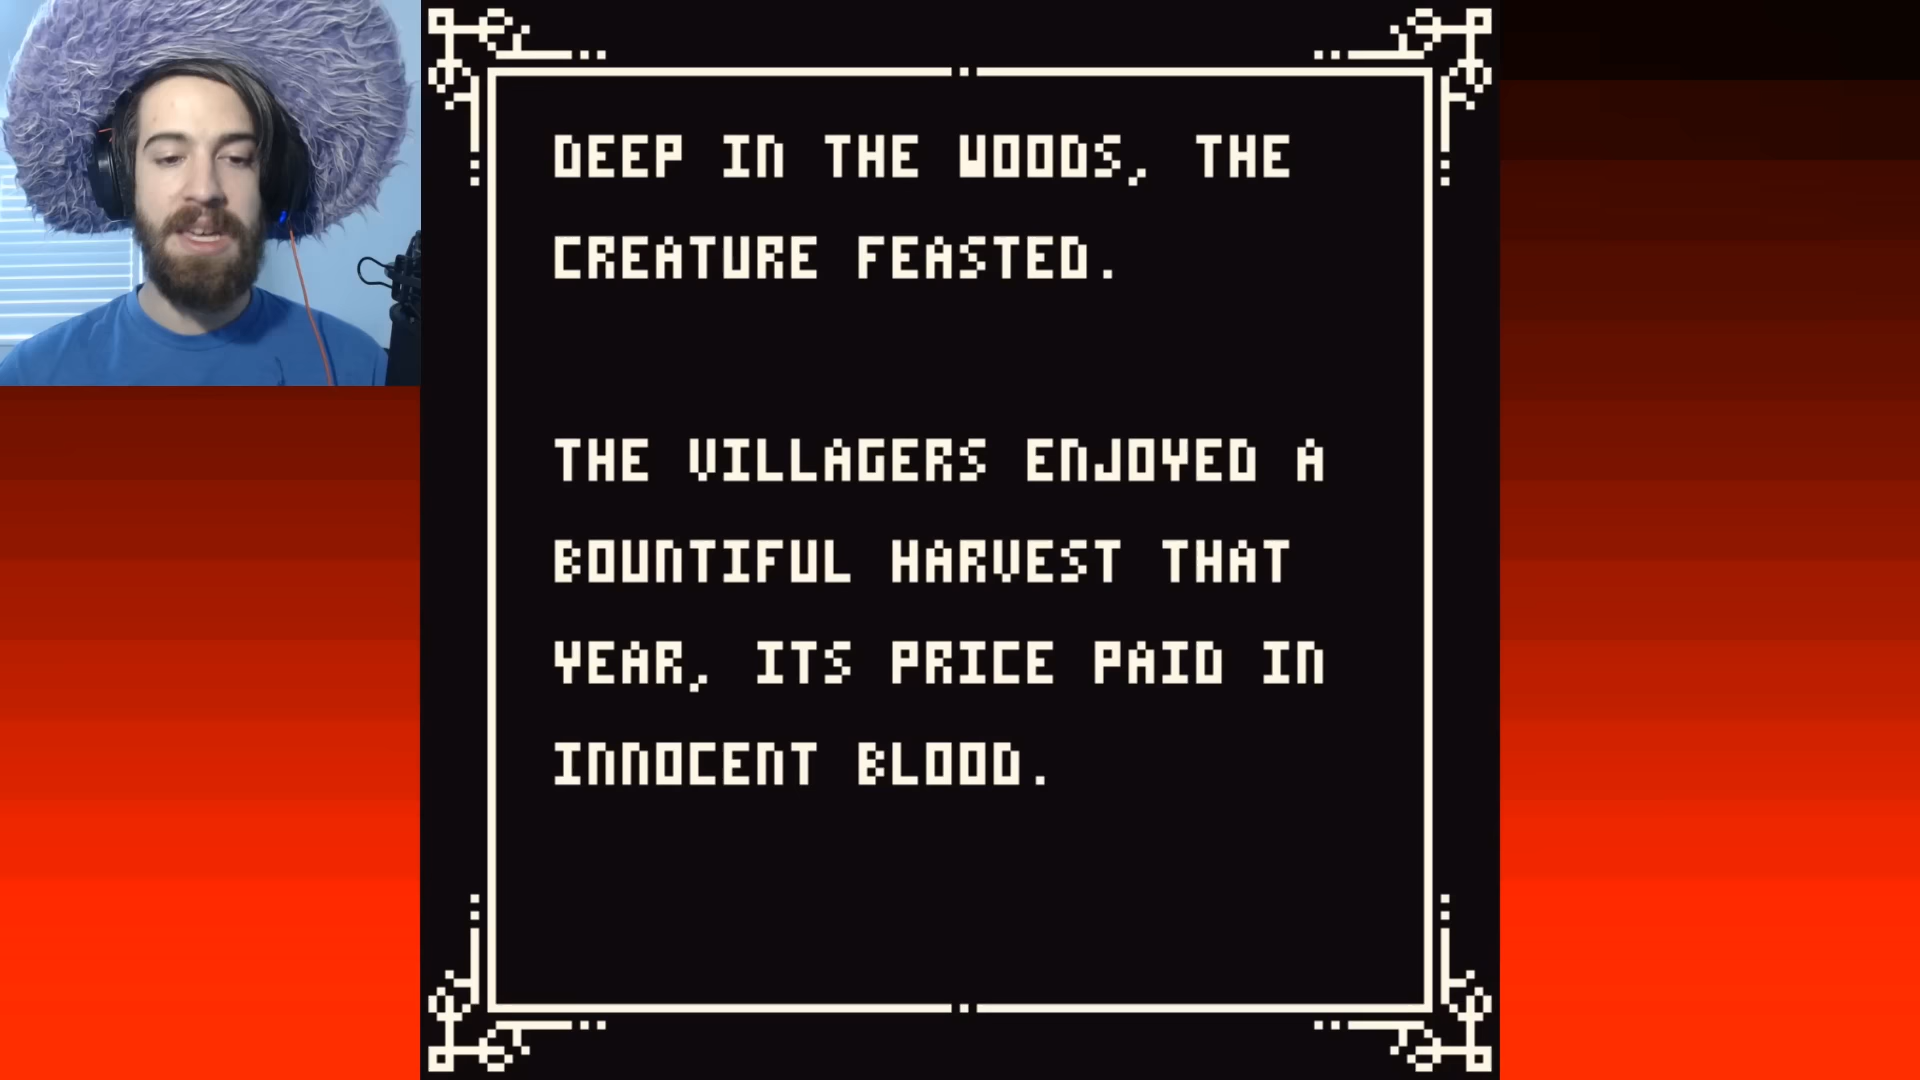 DEEP IN THE WOODS, THE
CREATURE FEASTED.
THE VILLAGERS ENJOYED A
BOUNTIFUL HARVEST THAT
YEAR, ITS PRICE PAID IN
INNOCENT BLOOD.